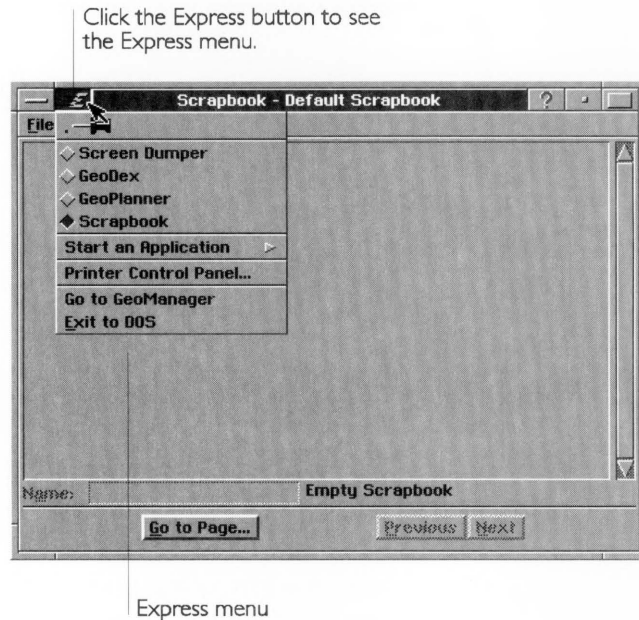 Click the Express button to see
the Express menu.
Scrapbook - Default Scrapbook
?
File
Screen Dumper
GeoDex
GeoPlanner
Scrapbook
Start an Application
Printer Control Panel...
Go to GeoManager
Exit to DOS
Name:
Empty Scrapbook
Go to Page...
Previous
Next
Express menu